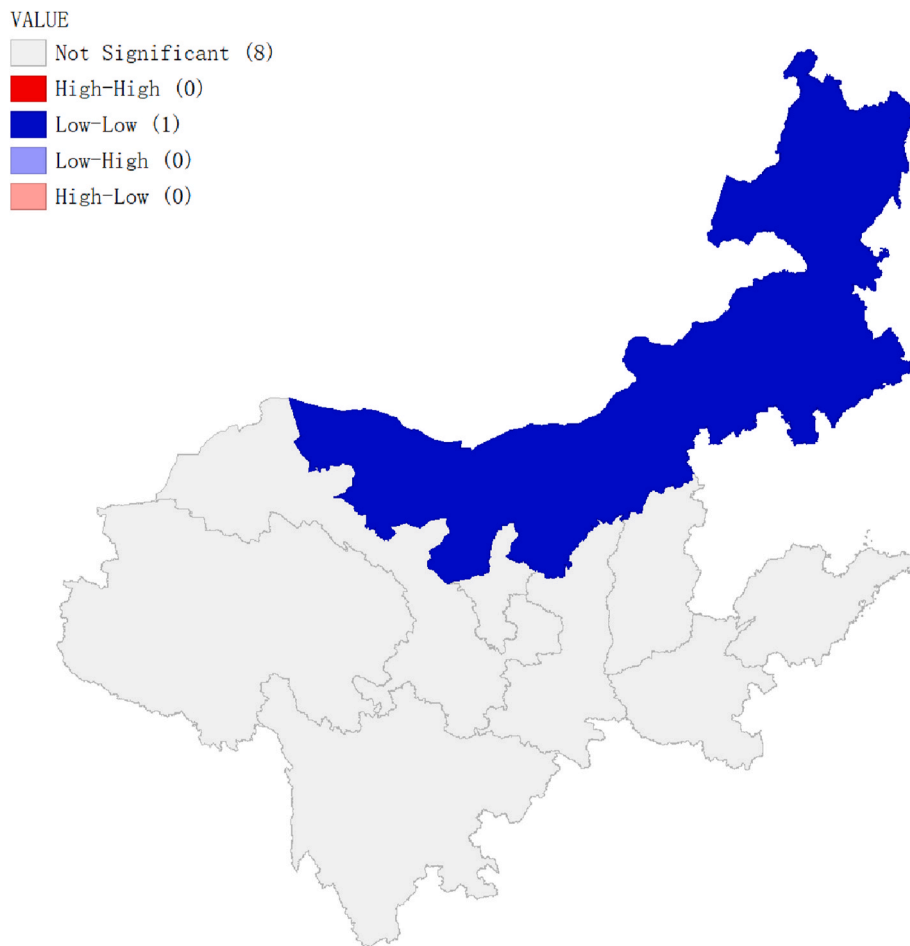 VALUE
Not Significant (8)
High-High (0)
Low-Low (1)
Low-High (0)
High-Low (0)